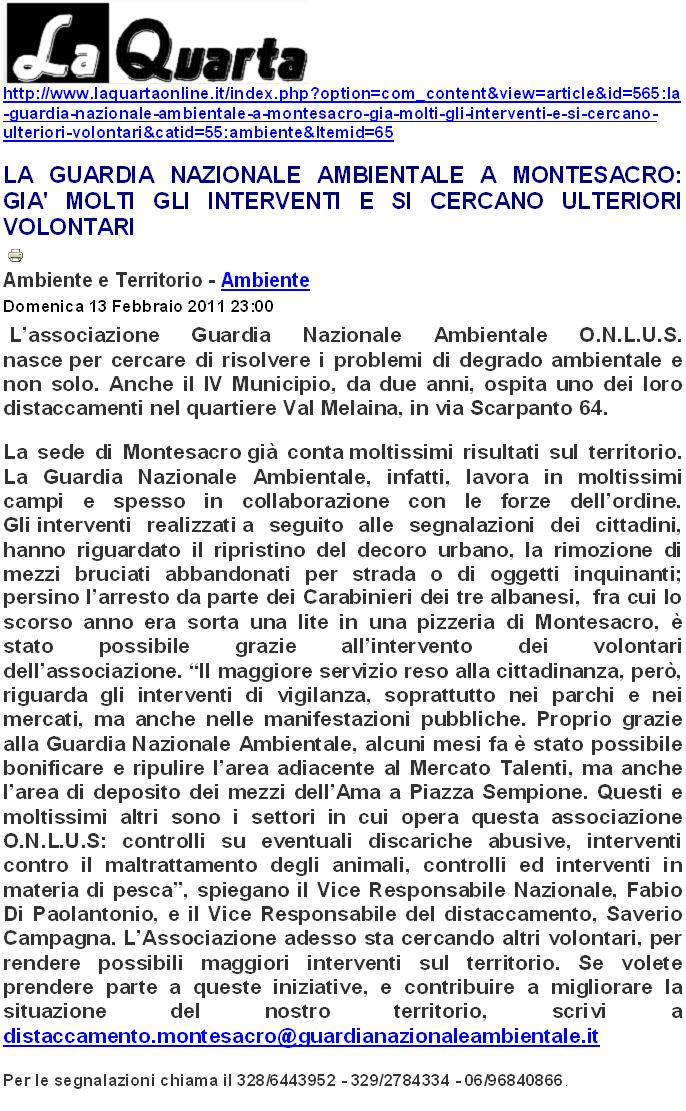 La Quarta
http://www.laquartaonline.it/index.php?option=com_content&view=article&id=565:la
-guardia-nazionale-ambientale-a-montesacro-gia-molti-gli-interventi-e-si-cercano-
ulteriori-volontari&catid=55:ambiente&Itemid=65
LA GUARDIA NAZIONALE AMBIENTALE A MONTESACRO:
GIA' MOLTI GLI INTERVENTI E SI CERCANO ULTERIORI
VOLONTARI
Ambiente e Territorio - Ambiente
Domenica 13 Febbraio 2011 23:00
L’associazione Guardia Nazionale Ambientale O.N.L.U.S.
nasce per cercare di risolvere i problemi di degrado ambientale e
non solo. Anche il IV Municipio, da due anni, ospita uno dei loro
distaccamenti nel quartiere Val Melaina, in via Scarpanto 64.
La sede di Montesacro già conta moltissimi risultati sul territorio.
La Guardia Nazionale Ambientale, infatti, lavora in moltissimi
campi e spesso in collaborazione con le forze dell’ordine.
Gli interventi realizzati a seguito alle segnalazioni dei cittadini,
hanno riguardato il ripristino del decoro urbano, la rimozione di
mezzi bruciati abbandonati per strada o di oggetti inquinanti;
persino l’arresto da parte dei Carabinieri dei tre albanesi, fra cui lo
scorso anno era sorta una lite in una pizzeria di Montesacro, è
stato possibile grazie all’intervento dei volontari
dell’associazione. “Il maggiore servizio reso alla cittadinanza, però,
riguarda gli interventi di vigilanza, soprattutto nei parchi e nei
mercati, ma anche nelle manifestazioni pubbliche. Proprio grazie
alla Guardia Nazionale Ambientale, alcuni mesi fa è stato possibile
bonificare e ripulire l’area adiacente al Mercato Talenti, ma anche
l’area di deposito dei mezzi dell’Ama a Piazza Sempione. Questi e
moltissimi altri sono i settori in cui opera questa associazione
O.N.L.U.S: controlli su eventuali discariche abusive, interventi
contro il maltrattamento degli animali, controlli ed interventi in
materia di pesca”, spiegano il Vice Responsabile Nazionale, Fabio
Di Paolantonio, e il Vice Responsabile del distaccamento, Saverio
Campagna. L’Associazione adesso sta cercando altri volontari, per
rendere possibili maggiori interventi sul territorio. Se volete
prendere parte a queste iniziative, e contribuire a migliorare la
situazione del nostro territorio, scrivi a
distaccamento.montesacro@guardianazionaleambientale.it
Per le segnalazioni chiama il 328/6443952 - 329/2784334 - 06/96840866.